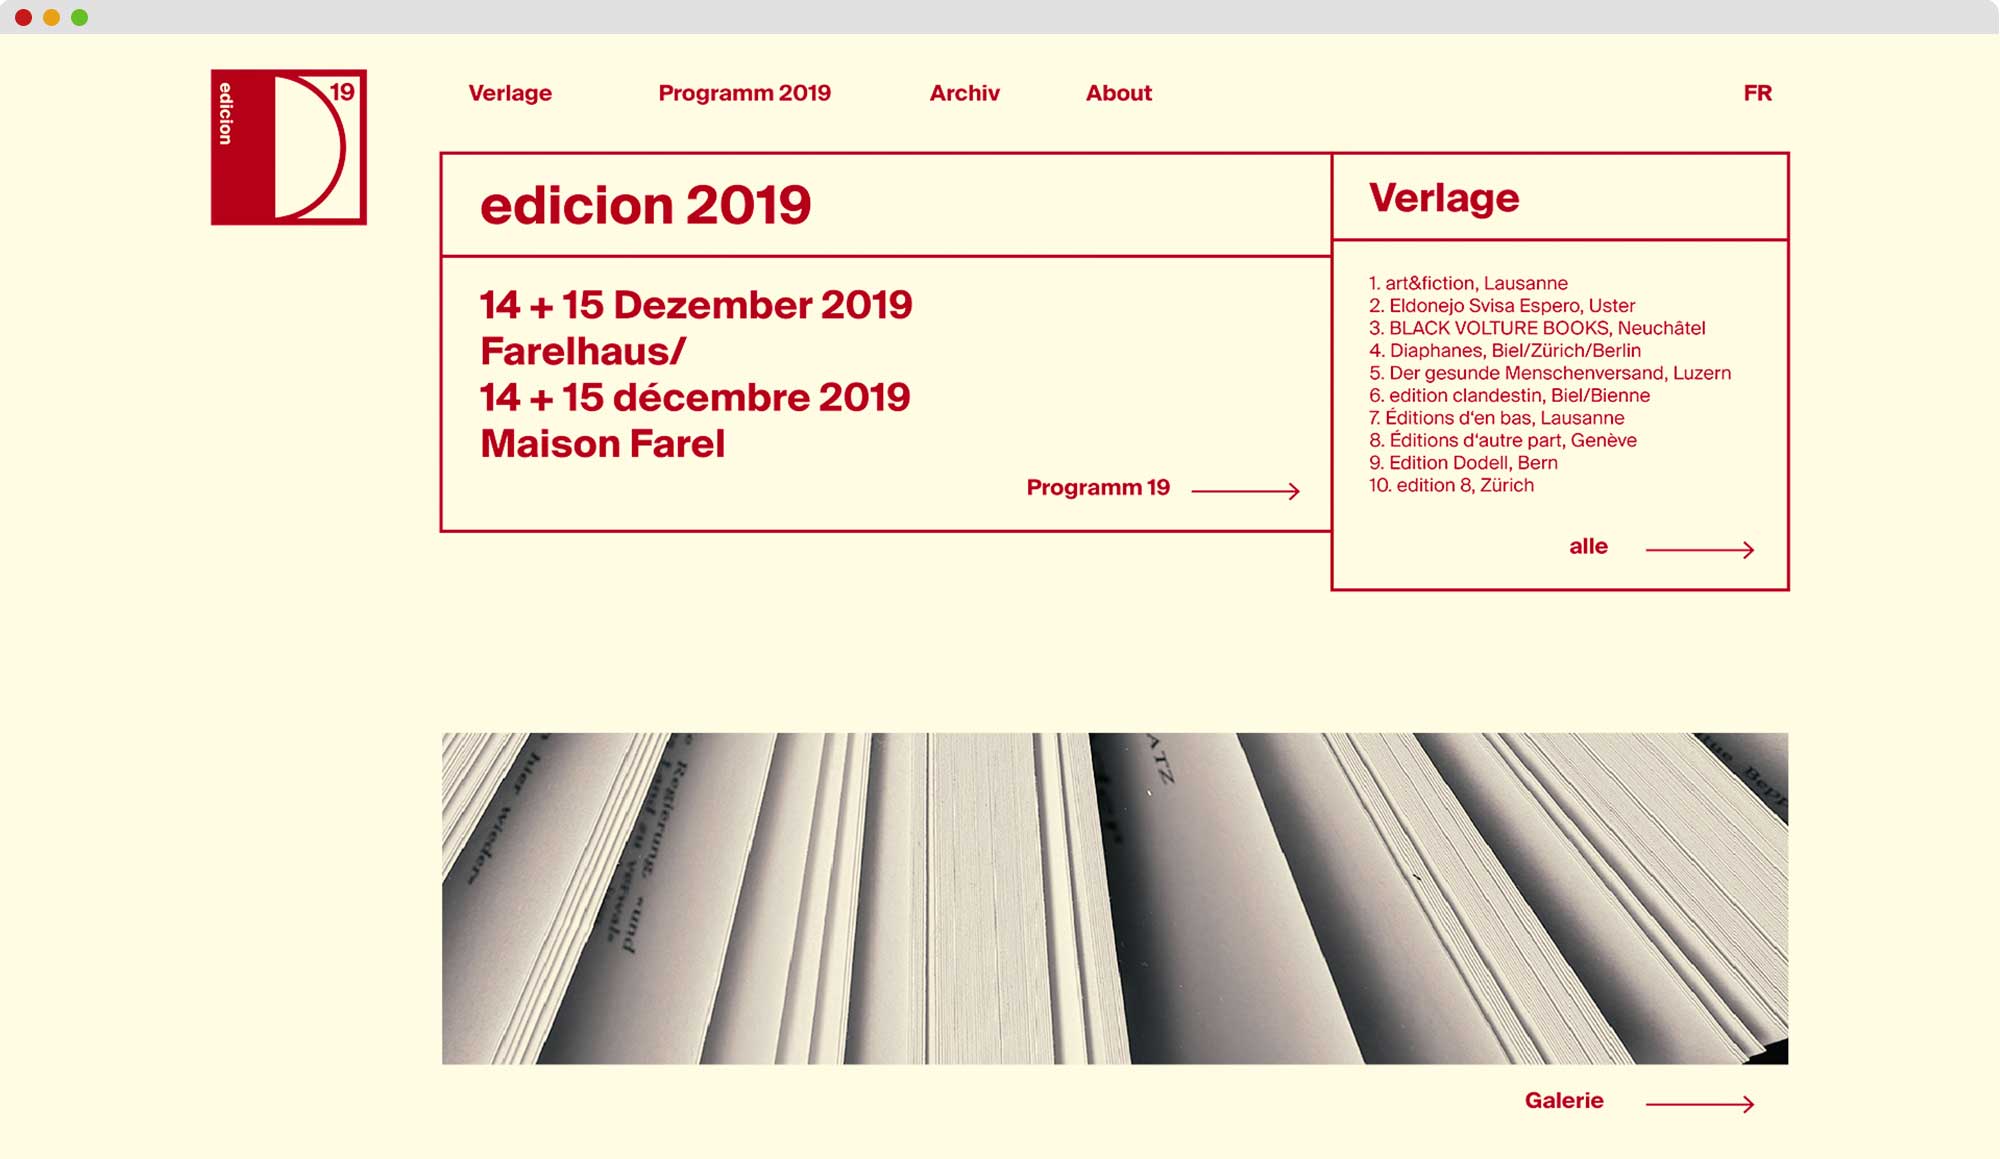 edicion
19
Verlage
Programm 2019
Archiv
About
FR
edicion 2019
14 + 15 Dezember 2019
Farelhaus/
14 + 15 décembre 2019
Maison Farel
Programm 19
Verlage
1. art&fiction, Lausanne
2. Eldonejo Svisa Espero, Uster
3. BLACK VOLTURE BOOKS, Neuchâtel
4. Diaphanes, Biel/Zürich/Berlin
5. Der gesunde Menschenversand, Luzern
6. edition clandestin, Biel/Bienne
7. Éditions d‘en bas, Lausanne
8. Éditions d‘autre part, Genève
9. Edition Dodell, Bern
10. edition 8, Zürich
alle
hier wieder«
Regierung, »und
Land zu verwal-
ATZ
Galerie